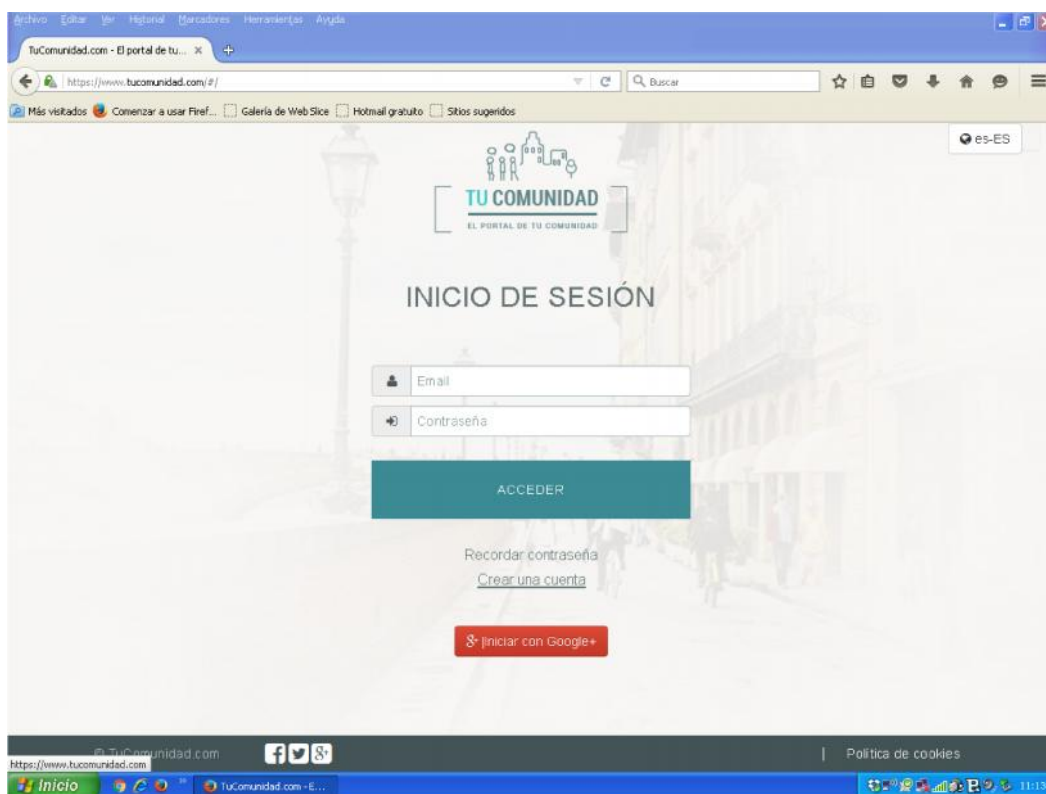 Archivo Editar Ver Historial Marcadores Herramientas Ayuda
TuComunidad.com - El portal de tu...
https://www.tucomunidad.com/#/
Buscar
Más visitados Comenzar a usar Firef... Galería de Web Slice Hotmail gratuito Sitios sugeridos
es-ES
TU COMUNIDAD
EL PORTAL DE TU COMUNIDAD
INICIO DE SESIÓN
Email
Contraseña
ACCEDER
Recordar contraseña
Crear una cuenta
g+ |Iniciar con Google+
© TuComunidad.com
| Política de cookies
https://www.tucomunidad.com
Inicio
TuComunidad.com - E...
11:13